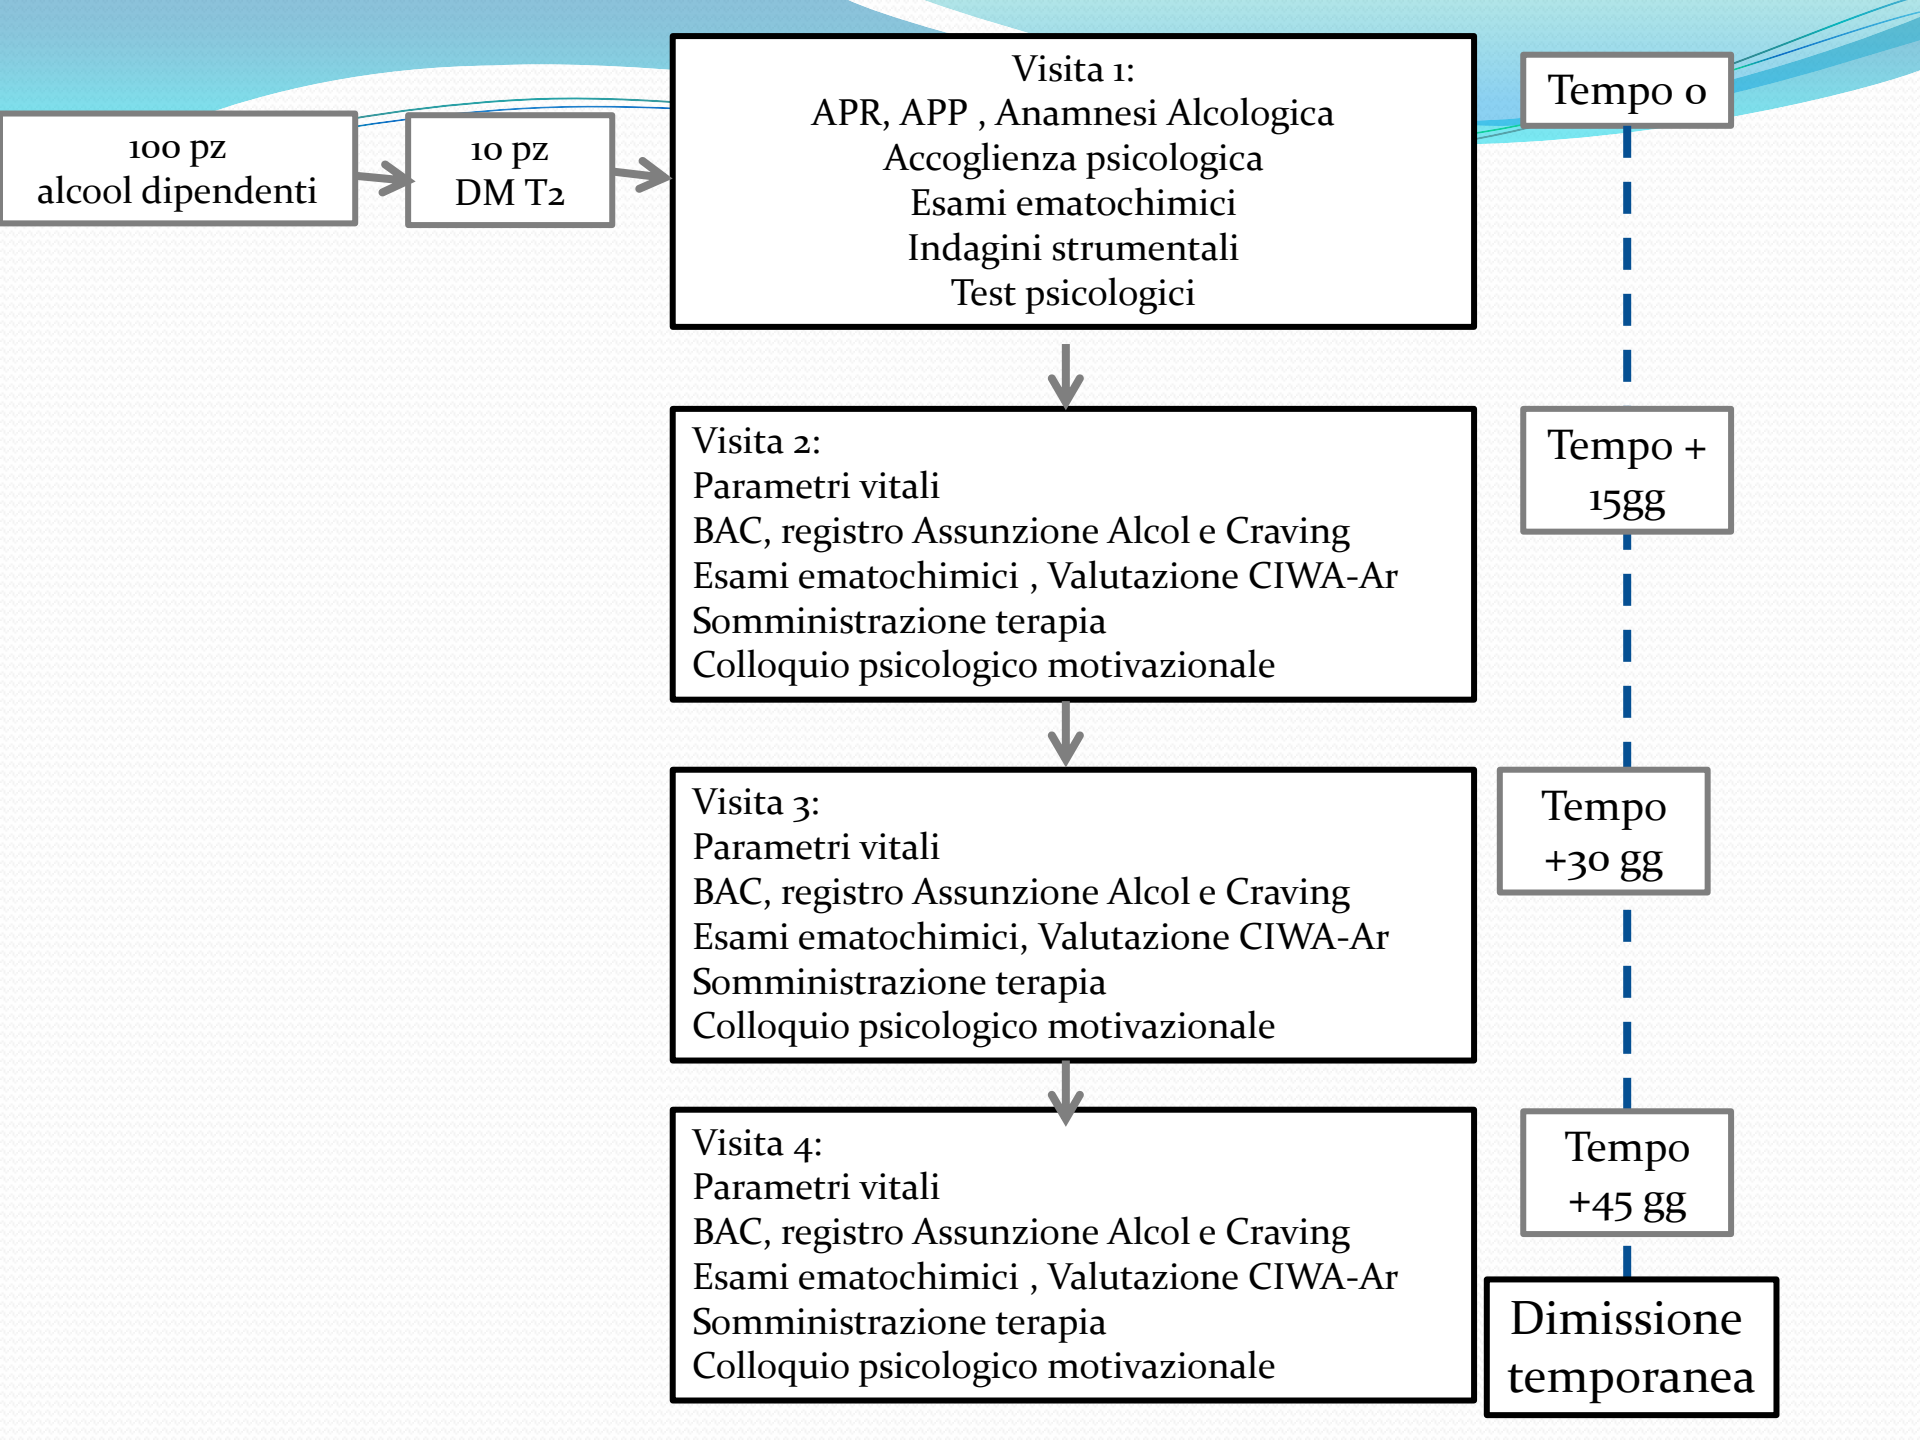 100 pz
alcool dipendenti
10 pz
DM T2
Visita 1:
APR, APP , Anamnesi Alcologica
Accoglienza psicologica
Esami ematochimici
Indagini strumentali
Test psicologici
Tempo 0
Visita 2:
Parametri vitali
BAC, registro Assunzione Alcol e Craving
Esami ematochimici , Valutazione CIWA-Ar
Somministrazione terapia
Colloquio psicologico motivazionale
Tempo +
15gg
Visita 3:
Parametri vitali
BAC, registro Assunzione Alcol e Craving
Esami ematochimici, Valutazione CIWA-Ar
Somministrazione terapia
Colloquio psicologico motivazionale
Tempo
+30 gg
Visita 4:
Parametri vitali
BAC, registro Assunzione Alcol e Craving
Esami ematochimici , Valutazione CIWA-Ar
Somministrazione terapia
Colloquio psicologico motivazionale
Tempo
+45 gg
Dimissione
temporanea